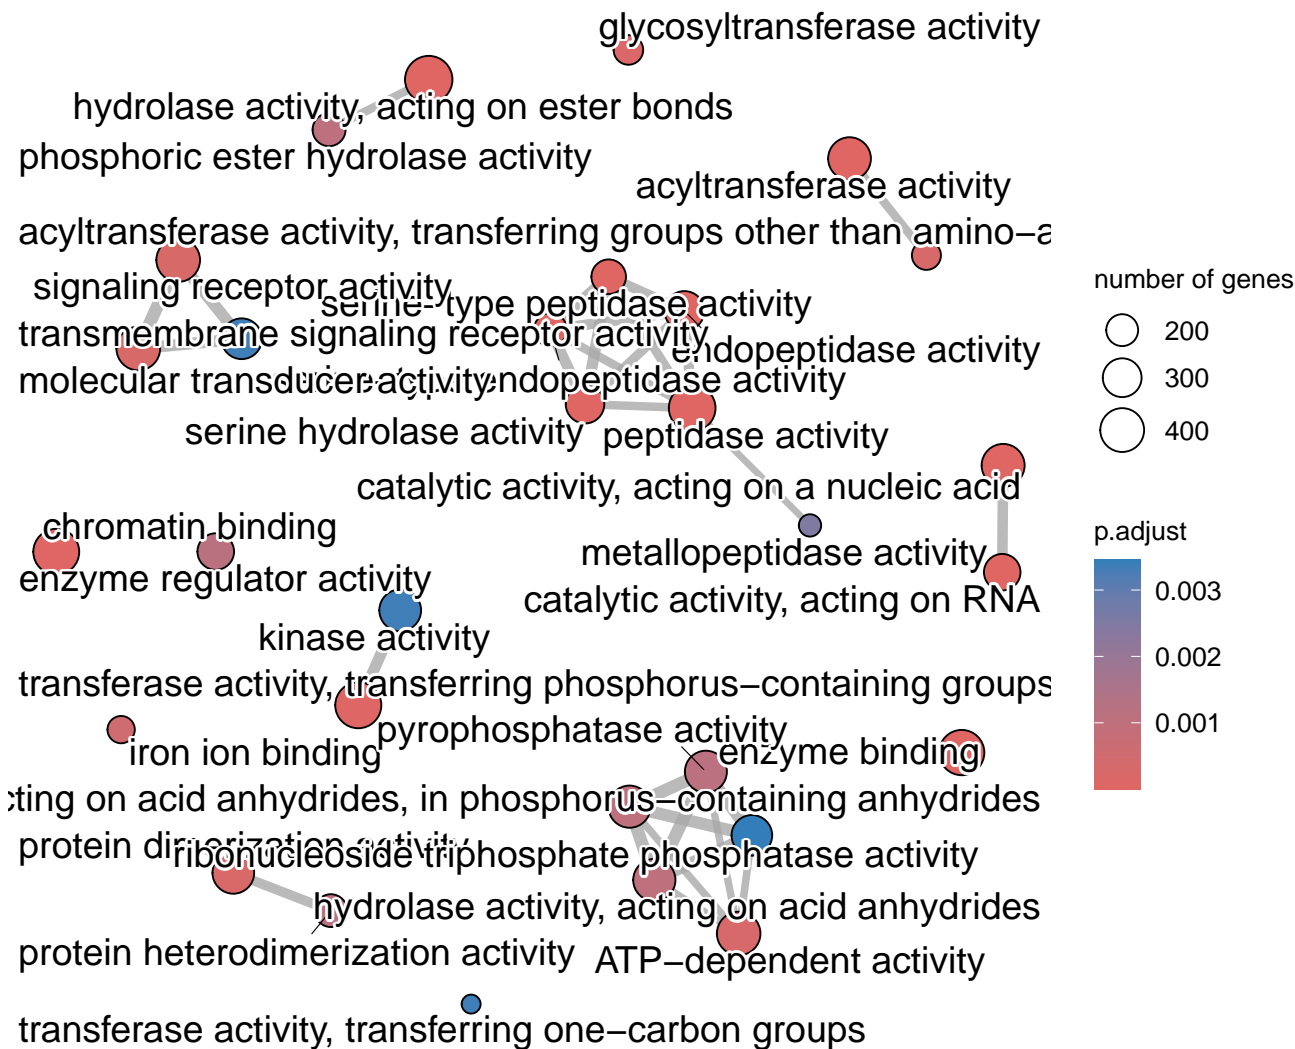 glycosyltransferase activity
hydrolase activity, acting on ester bonds
phosphoric ester hydrolase activity
acyltransferase activity
acyltransferase activity, transferring groups other than amino−a
signaling receptor activity
serine−type peptidase activity
transmembrane signaling receptor activity
endopeptidase activity
molecular transducer activity
endopeptidase activity
serine hydrolase activity
peptidase activity
catalytic activity, acting on a nucleic acid
chromatin binding
metallopeptidase activity
enzyme regulator activity
catalytic activity, acting on RNA
kinase activity
transferase activity, transferring phosphorus−containing groups
pyrophosphatase activity
iron ion binding
enzyme binding
cting on acid anhydrides, in phosphorus−containing anhydrides
protein dimerization activity
ribonucleoside triphosphate phosphatase activity
hydrolase activity, acting on acid anhydrides
protein heterodimerization activity
ATP−dependent activity
transferase activity, transferring one−carbon groups
number of genes
200
300
400
p.adjust
0.003
0.002
0.001